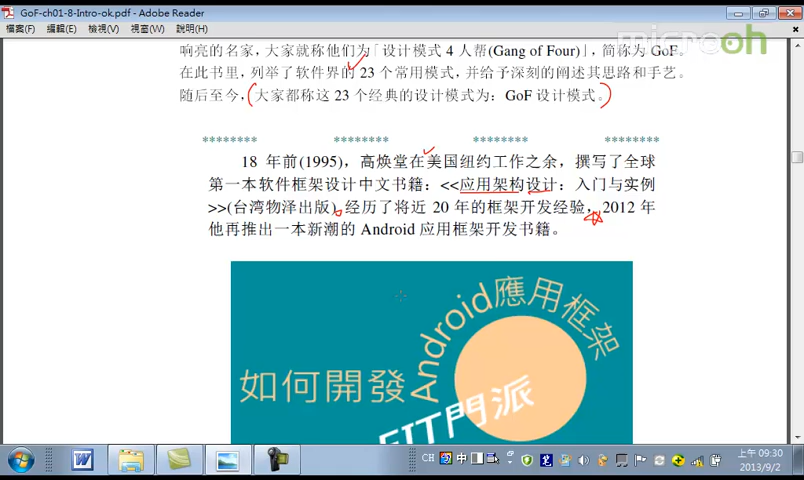 GoF-ch01-8-Intro-ok.pdf - Adobe Reader
檔案(F) 編輯(E) 檢視(V) 視窗(W) 說明(H)
microoh
响亮的名家，大家就称他们为「设计模式 4 人帮(Gang of Four)」，简称为 GoF。
在此书里，列举了软件界的 23 个常用模式，并给予深刻的阐述其思路和手艺。
随后至今，(大家都称这 23 个经典的设计模式为：GoF 设计模式。)
******** ******** ******** ********
18 年前(1995)，高焕堂在美国纽约工作之余，撰写了全球
第一本软件框架设计中文书籍：<<应用架构设计：入门与实例
>>(台湾物泽出版)。经历了将近 20 年的框架开发经验，2012 年
他再推出一本新潮的 Android 应用框架开发书籍。
如何開發
Android應用框架
EIT門派
CH 中
上午 09:30
2013/9/2